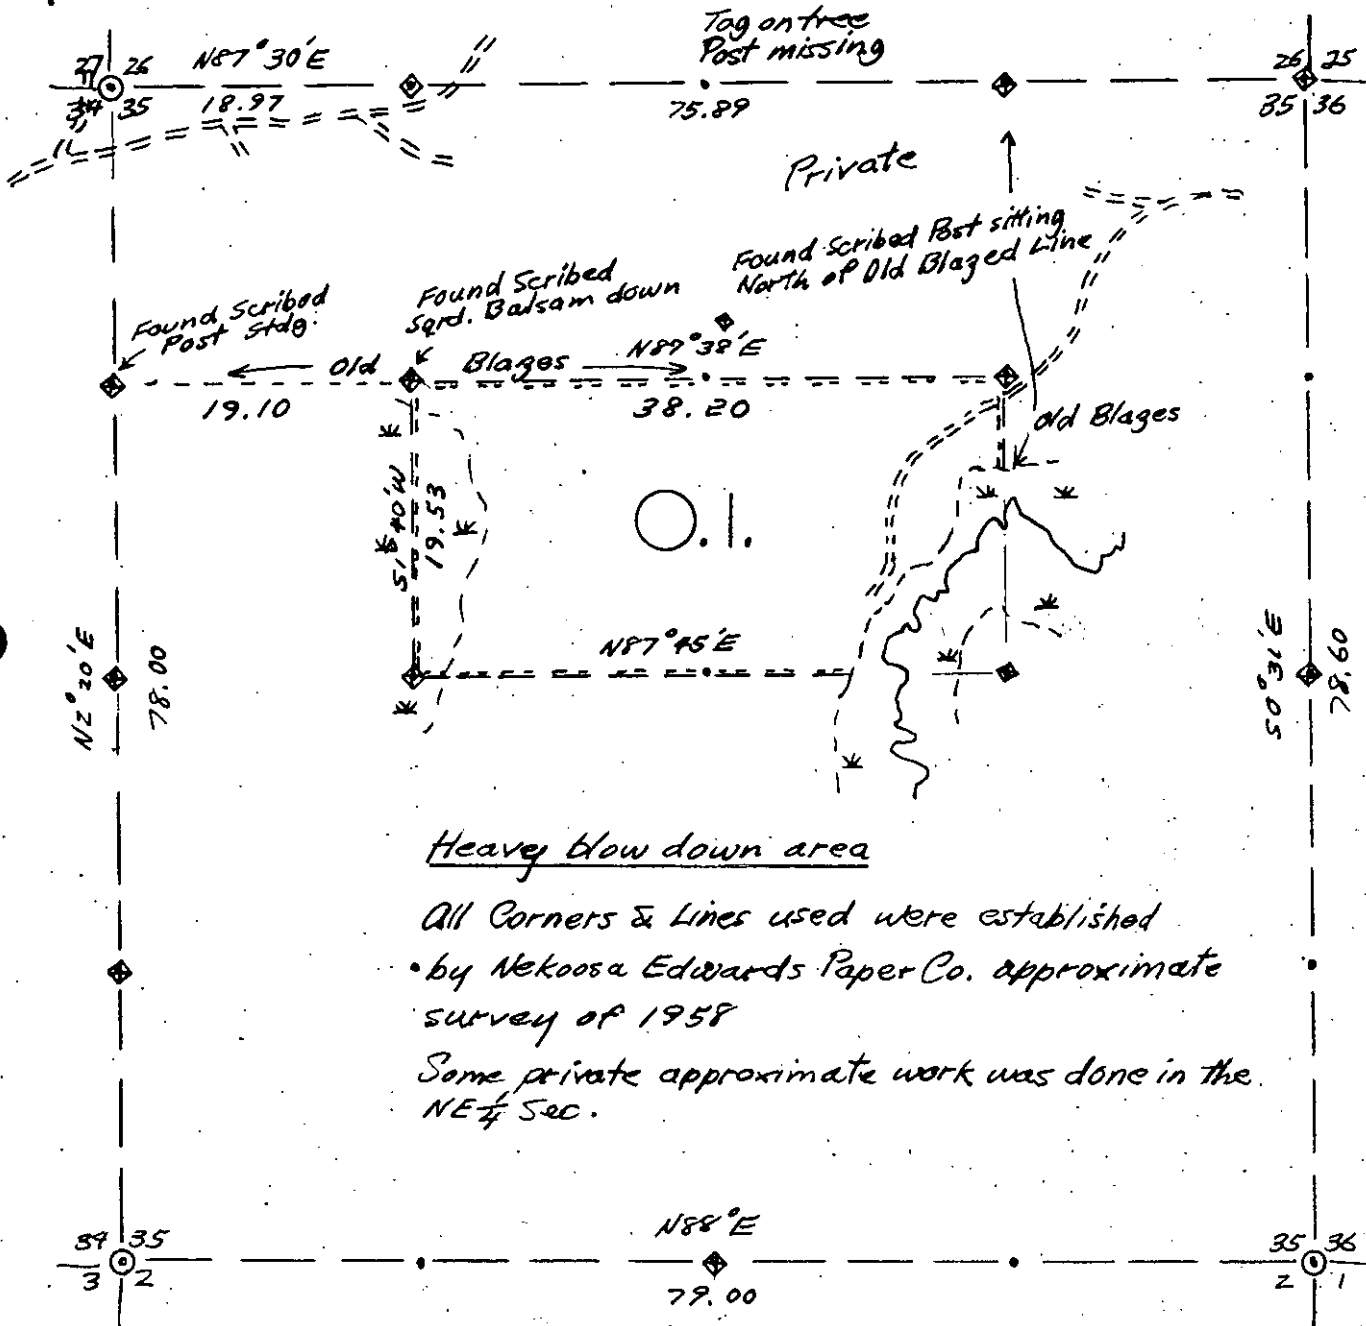 Tag on tree
Post missing
27 26
N87°30'E
26 25
34 35
18.97
75.89
35 36
Private
Found Scribed Post sitting
North of Old Blazed Line
Found Scribed
Sqrd. Balsam down
Found Scribed
Post Stdg.
N87°38'E
Old Blazes
19.10
38.20
Old Blazes
S1°40'W
19.53
O.1.
N87°45'E
N2°20'E
78.00
S0°31'E
78.60
Heavy blow down area
All Corners & Lines used were established
by Nekoosa Edwards Paper Co. approximate
survey of 1958
Some private approximate work was done in the
NE 1/4 Sec.
34 35
N88°E
35 36
3 2
79.00
2 1